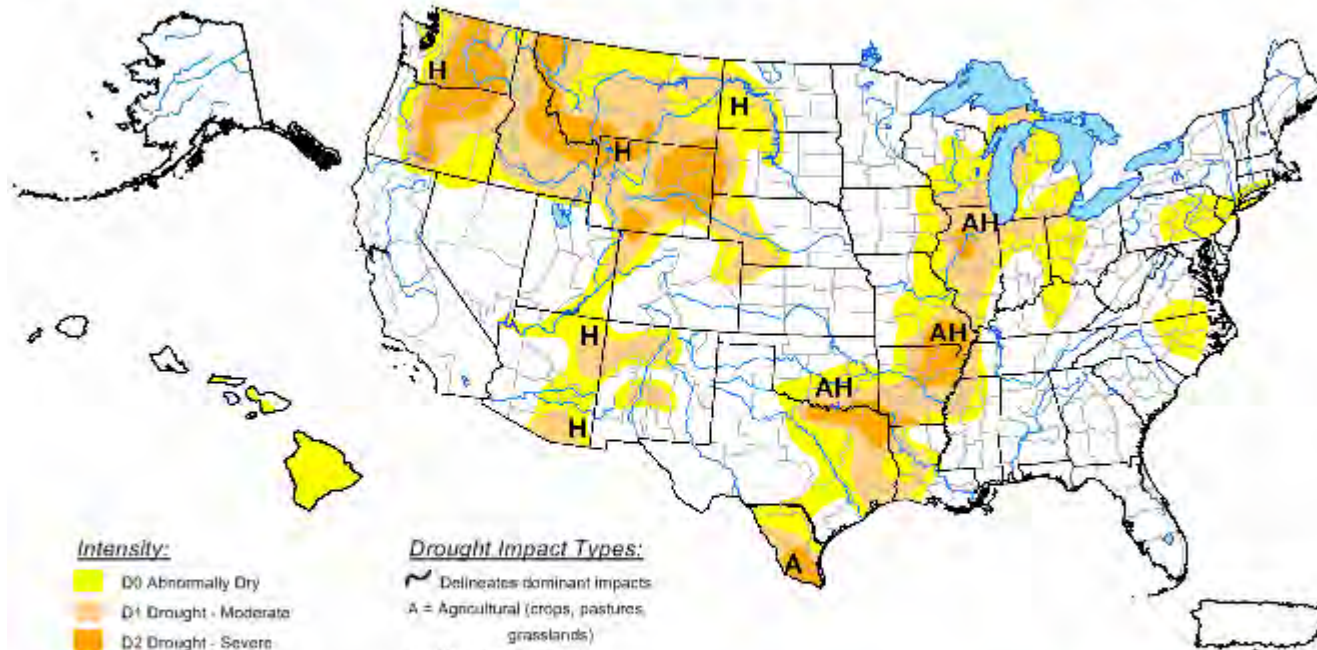 H
H
H
AH
H
AH
AH
H
A
Intensity:
D0 Abnormally Dry
D1 Drought - Moderate
D2 Drought - Severe
Drought Impact Types:
Delineates dominant impacts
A = Agricultural (crops, pastures,
grasslands)